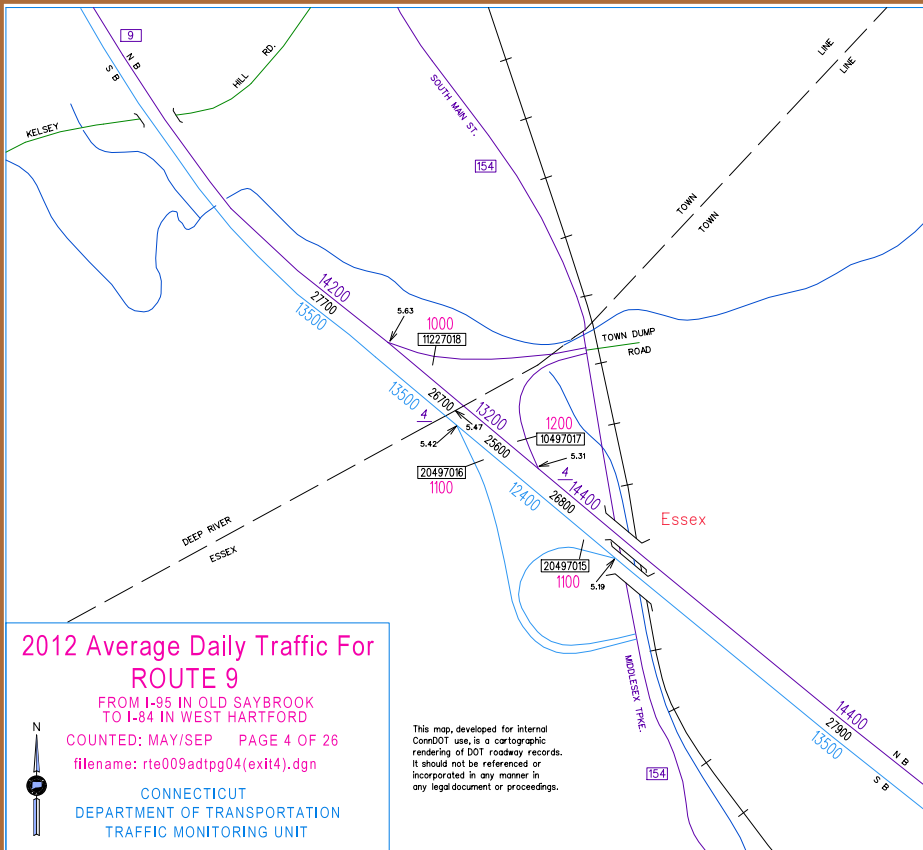 9
N B
S B
HILL RD.
KELSEY
SOUTH MAIN ST.
154
LINE
LINE
TOWN
TOWN
14200
27700
13500
5.63
1000
11227018
TOWN DUMP
ROAD
13500
26700
4
5.47
13200
25600
5.42
1200
10497017
5.31
20497016
1100
12400
4
14400
26800
Essex
DEEP RIVER
ESSEX
20497015
1100
5.19
MIDDLESEX TPKE.
154
14400
27900
13500
N B
S B
2012 Average Daily Traffic For
ROUTE 9
FROM I-95 IN OLD SAYBROOK
TO I-84 IN WEST HARTFORD
COUNTED: MAY/SEP PAGE 4 OF 26
filename: rte009adtpg04(exit4).dgn
CONNECTICUT
DEPARTMENT OF TRANSPORTATION
TRAFFIC MONITORING UNIT
N
This map, developed for internal
ConnDOT use, is a cartographic
rendering of DOT roadway records.
It should not be referenced or
incorporated in any manner in
any legal document or proceedings.